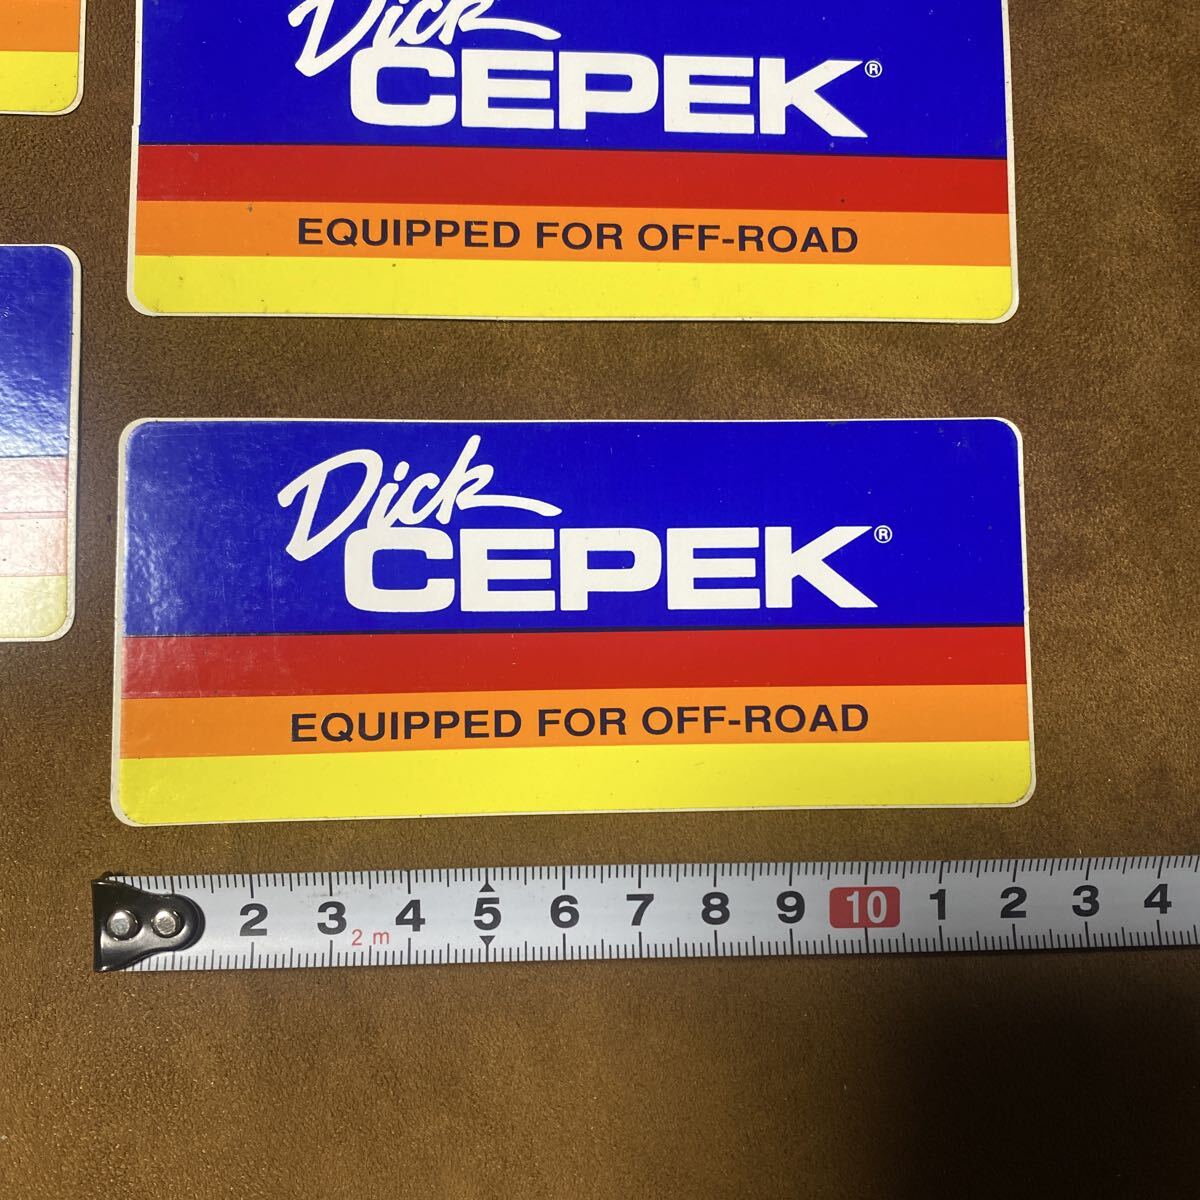 Dick
CEPEK®
EQUIPPED FOR OFF-ROAD
Dick
CEPEK®
EQUIPPED FOR OFF-ROAD
2 3 4 5 6 7 8 9 10 1 2 3 4
2 m